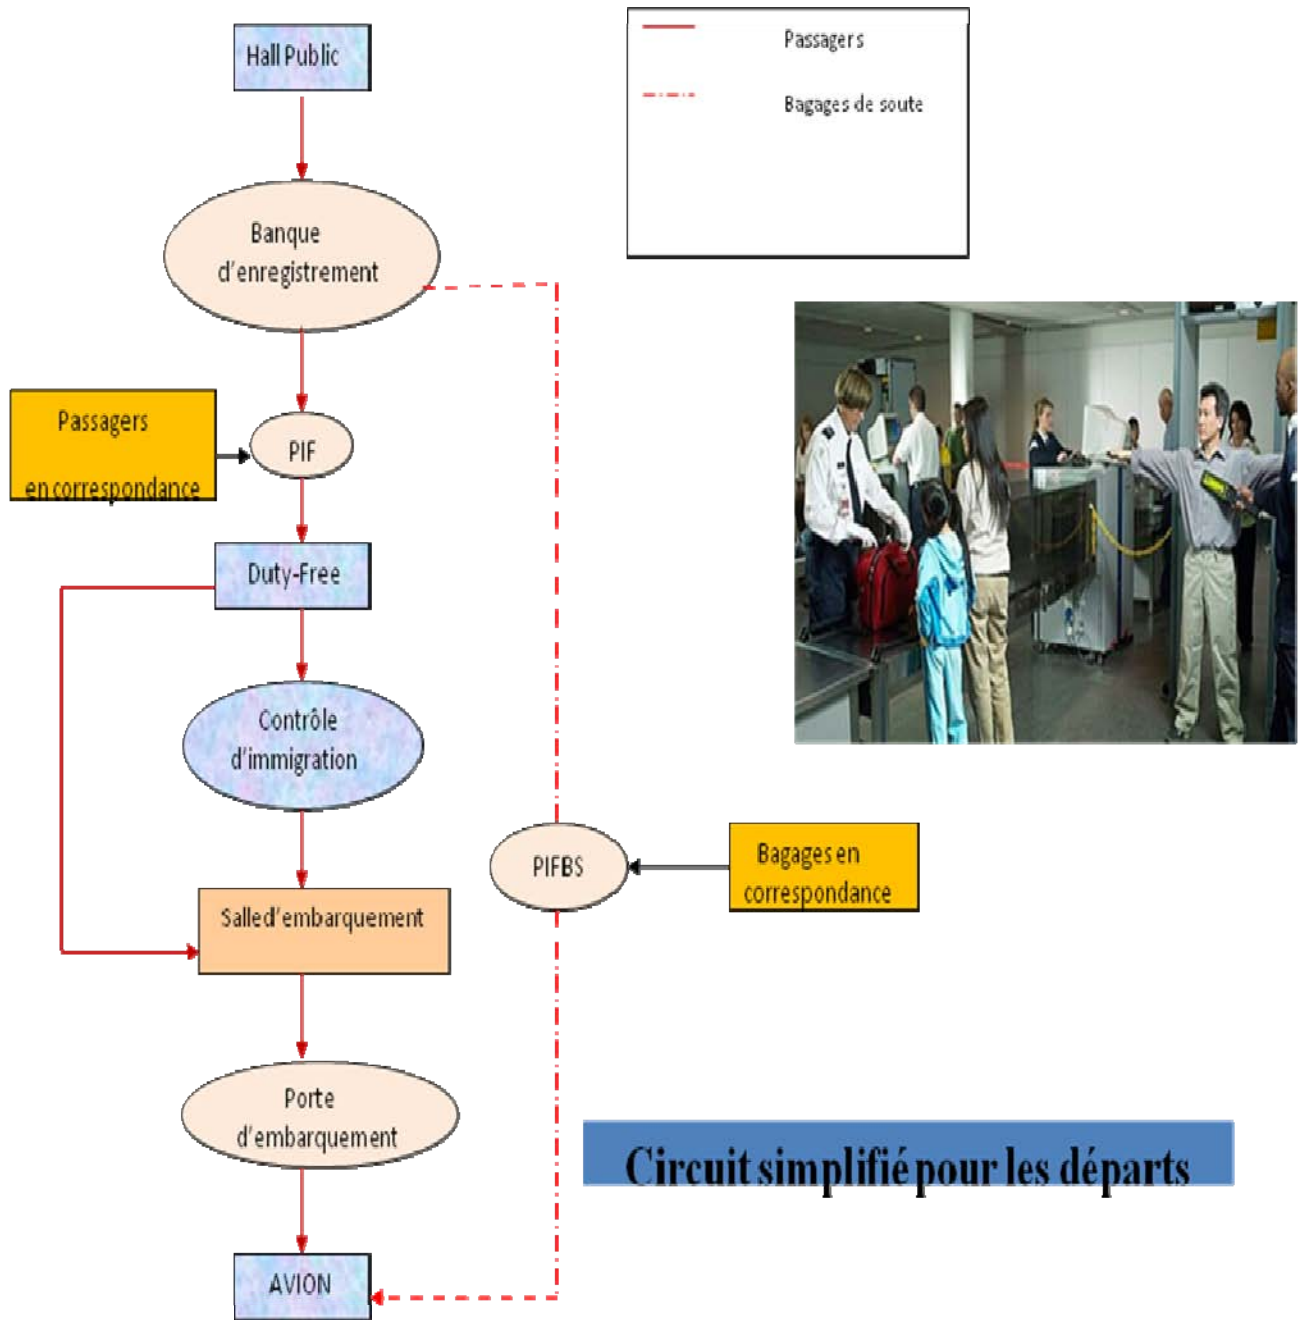 Hall Public
Passagers
Bagages de soute
Banque
d'enregistrement
Passagers
en correspondance
PIF
Duty-Free
Contrôle
d'immigration
PIFBS
Bagages en
correspondance
Salle d'embarquement
Porte
d'embarquement
Circuit simplifié pour les départs
AVION